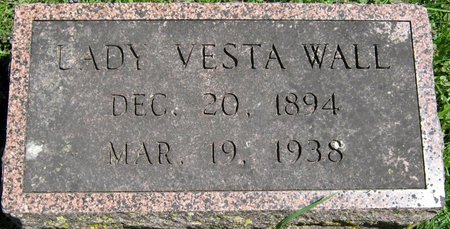 LADY VESTA WALL
DEC. 20, 1894
MAR. 19, 1938